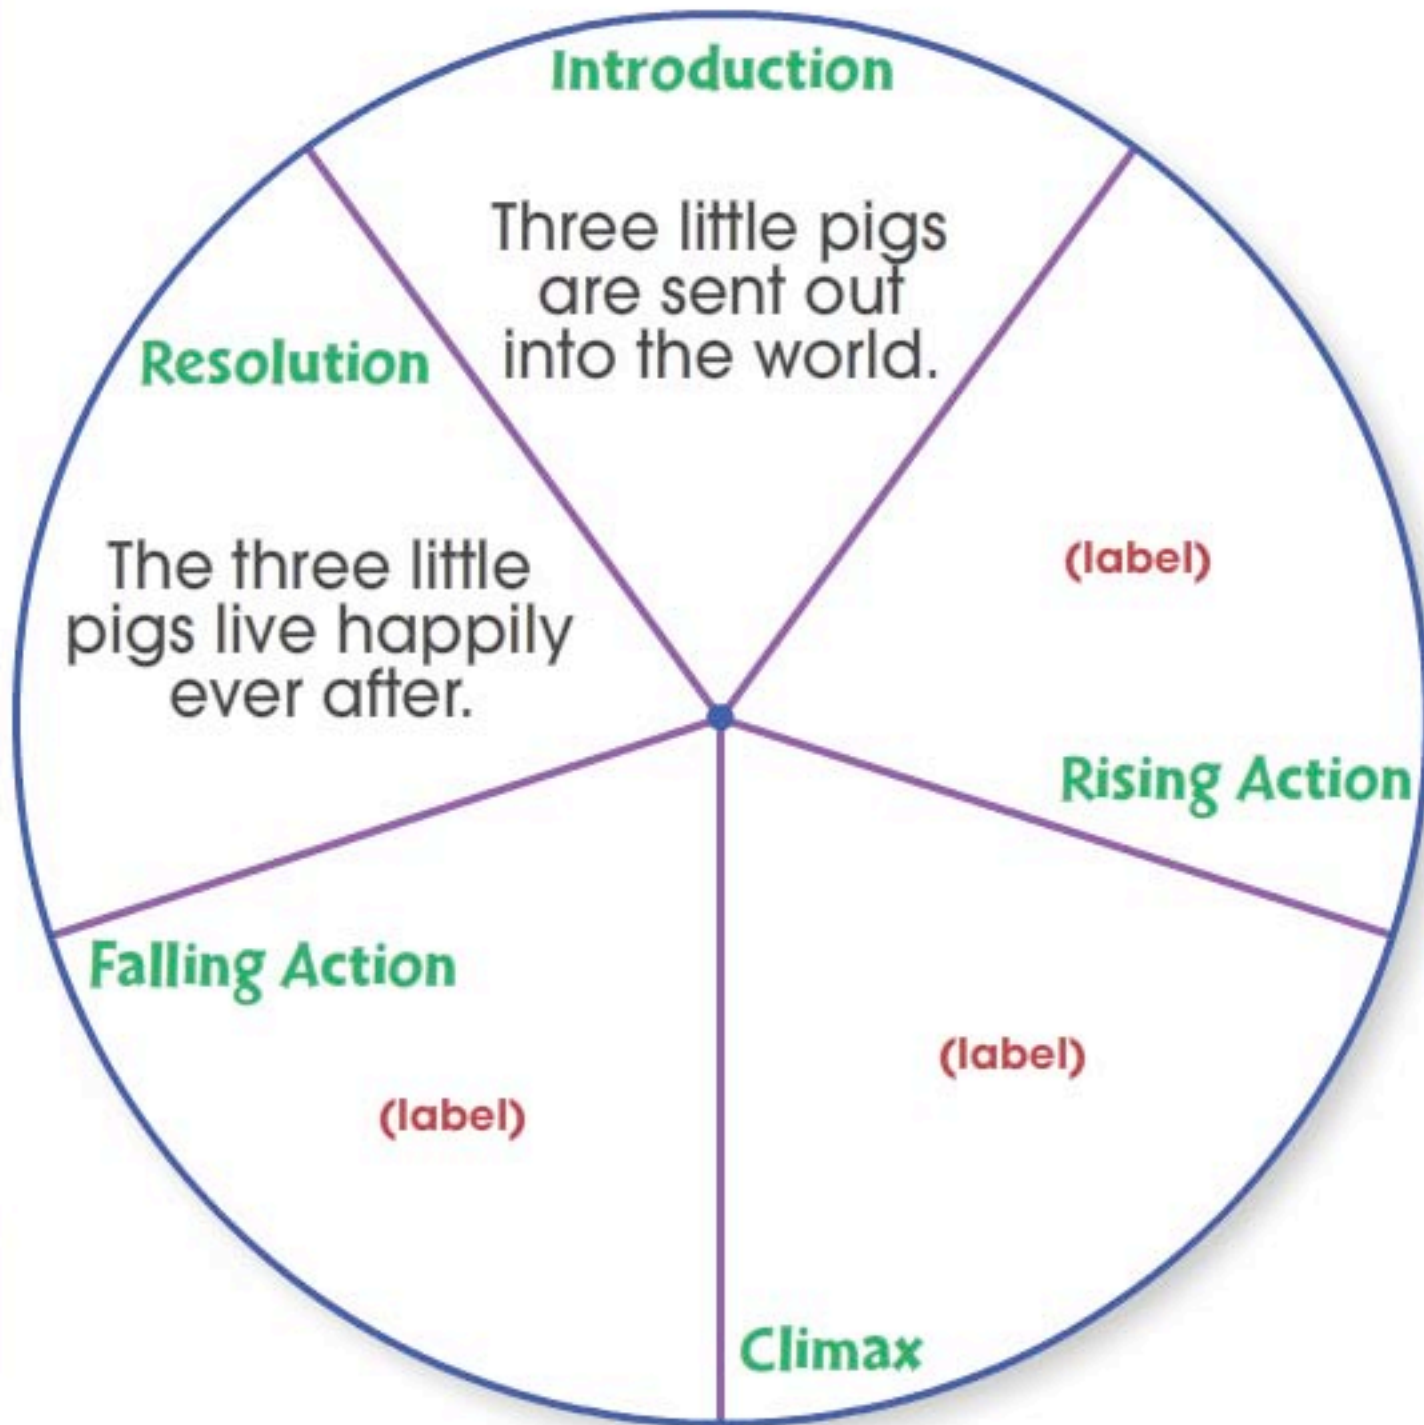 Introduction
Three little pigs
are sent out
into the world.
(label)
Rising Action
(label)
Climax
Falling Action
(label)
Resolution
The three little
pigs live happily
ever after.